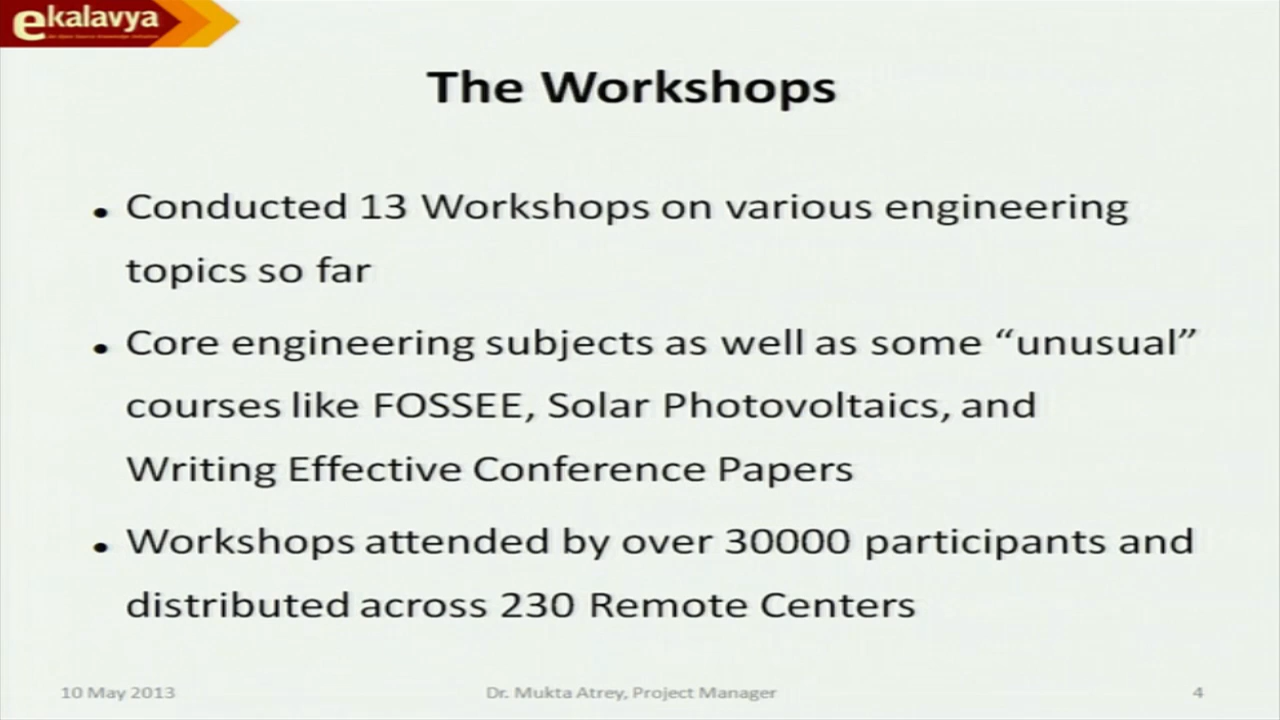 ekalavya
The Workshops
• Conducted 13 Workshops on various engineering
topics so far
• Core engineering subjects as well as some “unusual”
courses like FOSSEE, Solar Photovoltaics, and
Writing Effective Conference Papers
• Workshops attended by over 30000 participants and
distributed across 230 Remote Centers
10 May 2013 Dr. Mukta Atrey, Project Manager 4